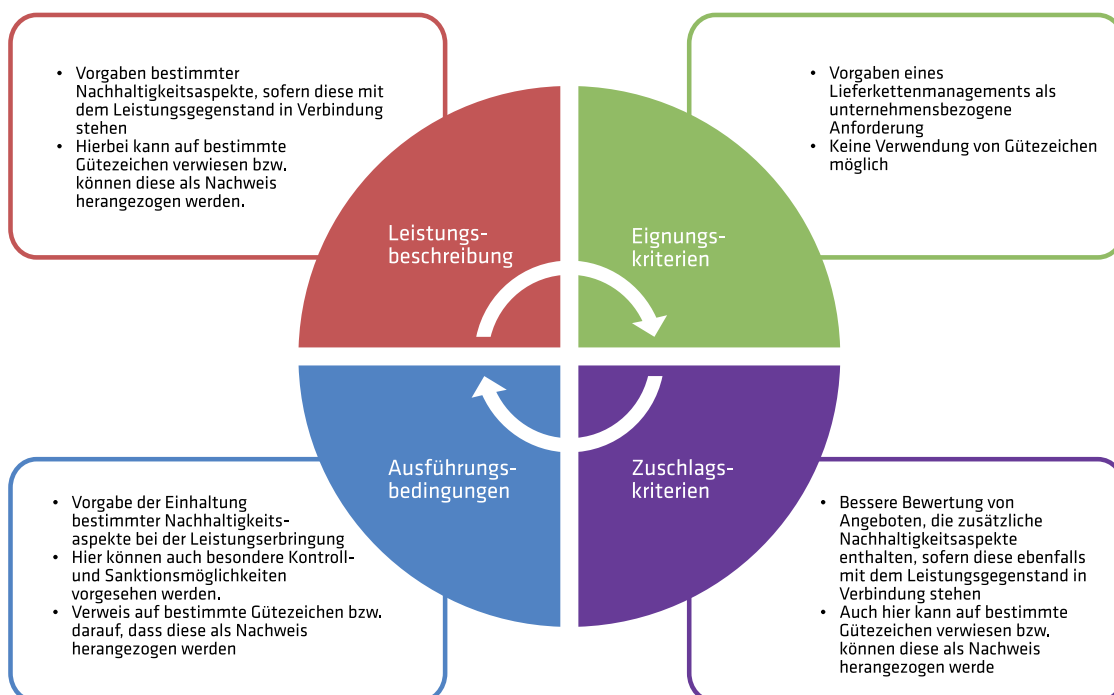 • Vorgaben bestimmter
Nachhaltigkeitsaspekte, sofern diese mit
dem Leistungsgegenstand in Verbindung
stehen
• Hierbei kann auf bestimmte
Gütezeichen verwiesen bzw.
können diese als Nachweis
herangezogen werden.
• Vorgaben eines
Lieferkettenmanagements als
unternehmensbezogene
Anforderung
• Keine Verwendung von Gütezeichen
möglich
Leistungs-
beschreibung
Eignungs-
kriterien
Ausführungs-
bedingungen
Zuschlags-
kriterien
• Vorgabe der Einhaltung
bestimmter Nachhaltigkeits-
aspekte bei der Leistungserbringung
• Hier können auch besondere Kontroll-
und Sanktionsmöglichkeiten
vorgesehen werden.
• Verweis auf bestimmte Gütezeichen bzw.
darauf, dass diese als Nachweis
herangezogen werden
• Bessere Bewertung von
Angeboten, die zusätzliche
Nachhaltigkeitsaspekte
enthalten, sofern diese ebenfalls
mit dem Leistungsgegenstand in
Verbindung stehen
• Auch hier kann auf bestimmte
Gütezeichen verwiesen bzw.
können diese als Nachweis
herangezogen werde